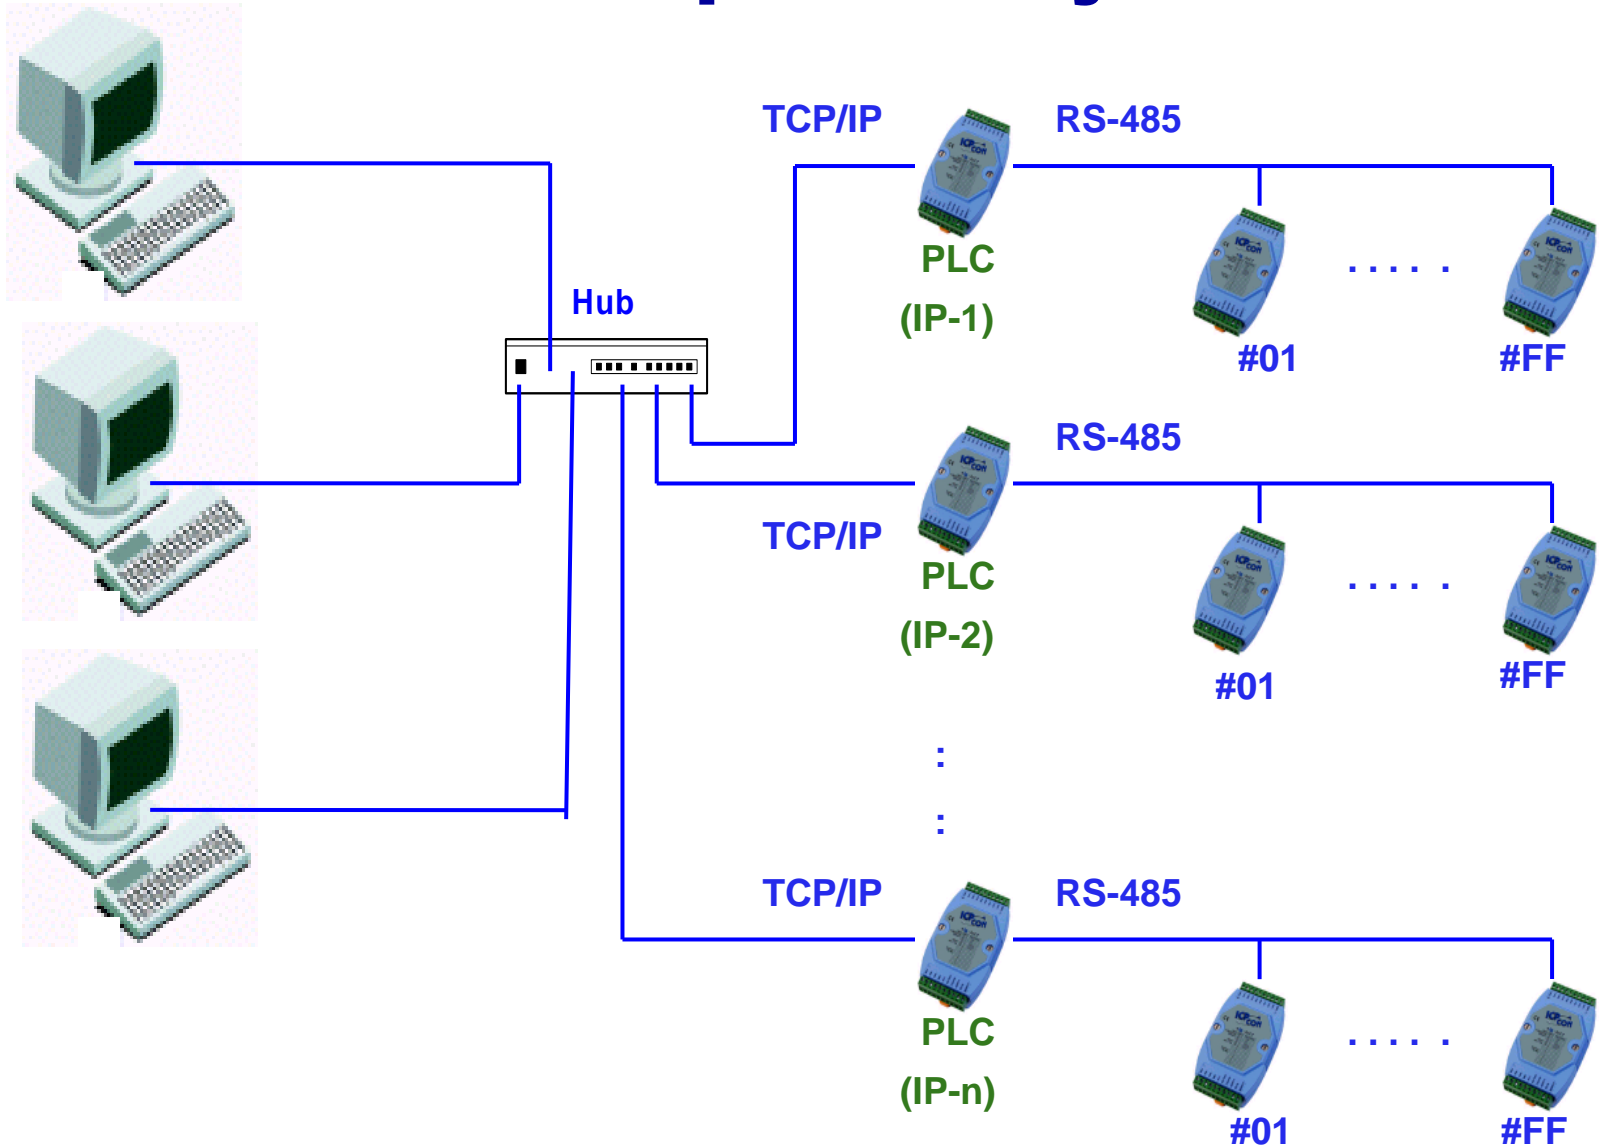 TCP/IP
RS-485
PLC
(IP-1)
. . . . .
#01
#FF
Hub
RS-485
TCP/IP
PLC
(IP-2)
. . . . .
#01
#FF
:
:
TCP/IP
RS-485
PLC
(IP-n)
. . . . .
#01
#FF